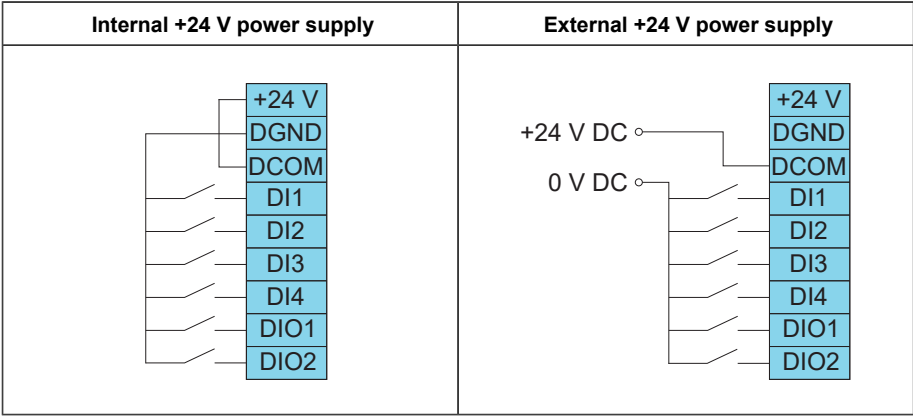 Internal +24 V power supply
External +24 V power supply
+24 V
DGND
DCOM
DI1
DI2
DI3
DI4
DIO1
DIO2
+24 V DC
0 V DC
+24 V
DGND
DCOM
DI1
DI2
DI3
DI4
DIO1
DIO2